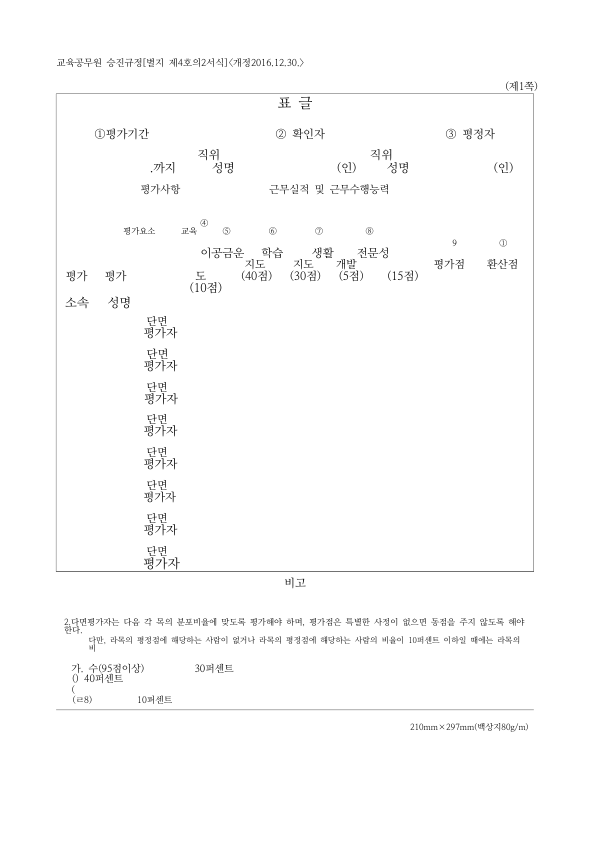 교육공무원 승진규정[별지 제4호의2서식]<개정2016.12.30.>
(제1쪽)
표 글
①평가기간 ② 확인자 ③ 평정자
직위 직위
.까지 성명 (인) 성명 (인)
평가사항 근무실적 및 근무수행능력
평가요소 교육 ④ ⑤ ⑥ ⑦ ⑧
9 ①
이공금운 학습 생활 전문성
지도 지도 개발 평가점 환산점
평가 평가 도 (40점) (30점) (5점) (15점)
(10점)
소속 성명
단면
평가자
단면
평가자
단면
평가자
단면
평가자
단면
평가자
단면
평가자
단면
평가자
단면
평가자
비고
2.단면평가자는 다음 각 목의 분포비율에 맞도록 평가해야 하며, 평가점은 특별한 사정이 없으면 동점을 주지 않도록 해야
한다.
다만, 라목의 평정점에 해당하는 사람이 없거나 라목의 평정점에 해당하는 사람의 비율이 10퍼센트 이하일 때에는 라목의
비
가. 수(95점이상) 30퍼센트
() 40퍼센트
(
(ㄹ8) 10퍼센트
210mm×297mm(백상지80g/m)